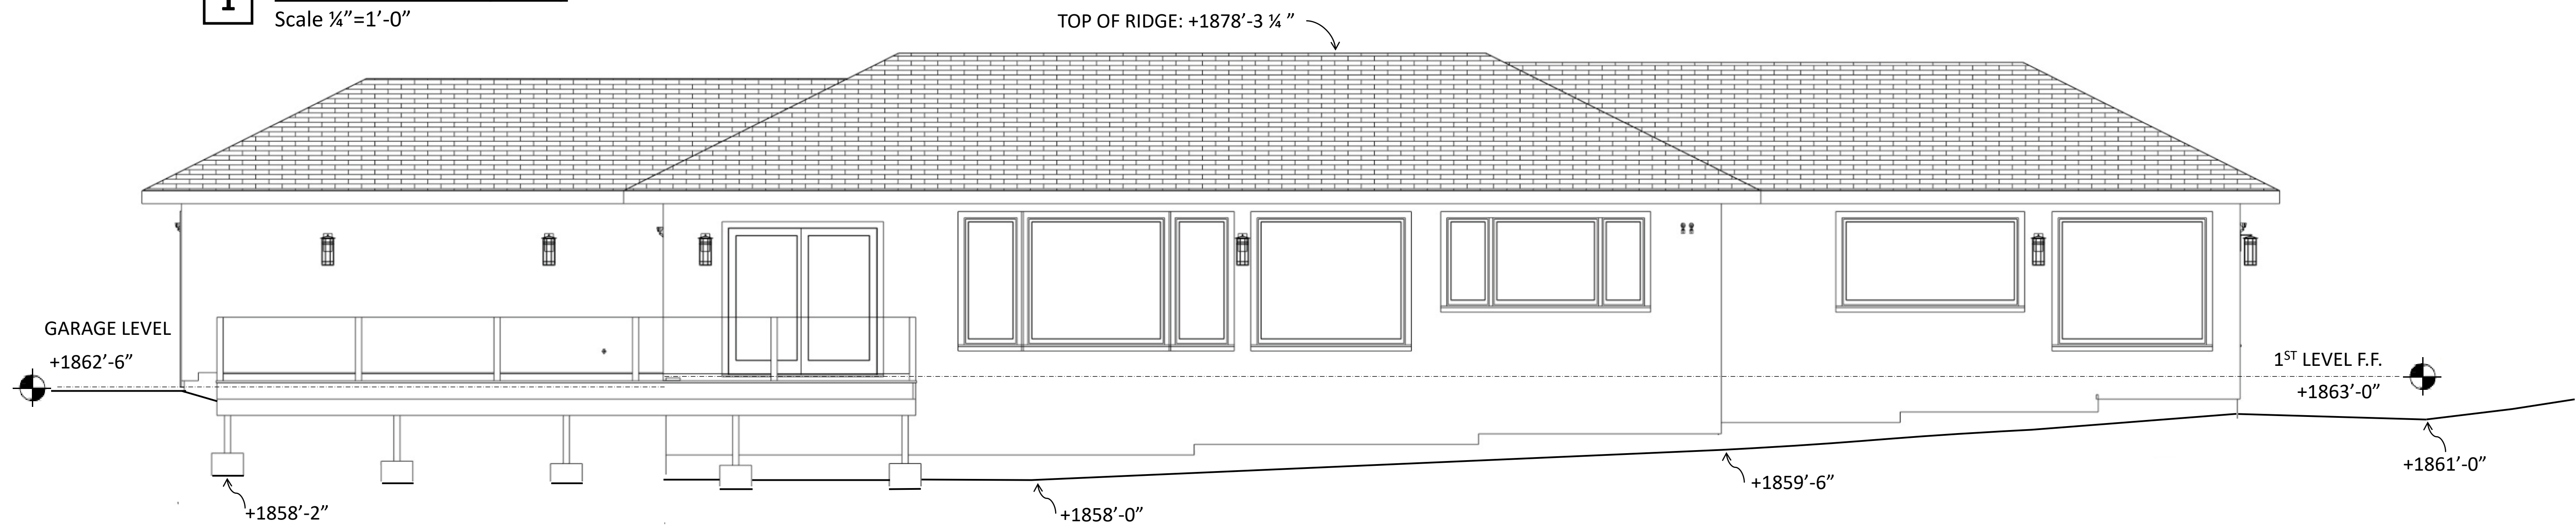 1
Scale ¼”=1’-0”
TOP OF RIDGE: +1878’-3 ¼ ”
GARAGE LEVEL
+1862’-6”
1ST LEVEL F.F.
+1863’-0”
+1861’-0”
+1859’-6”
+1858’-2”
+1858’-0”